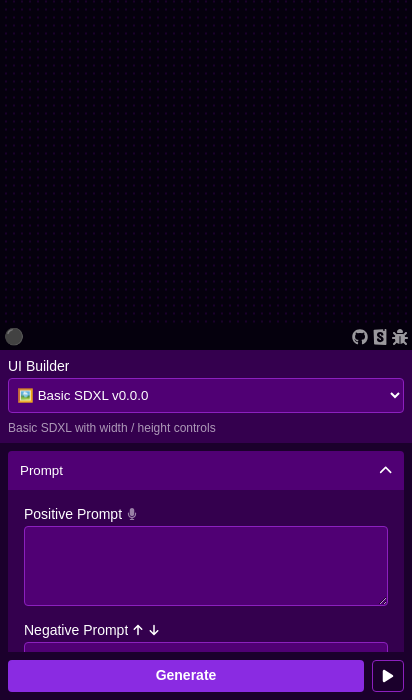 UI Builder
Basic SDXL v0.0.0
Basic SDXL with width / height controls
Prompt
Positive Prompt
Negative Prompt
Generate